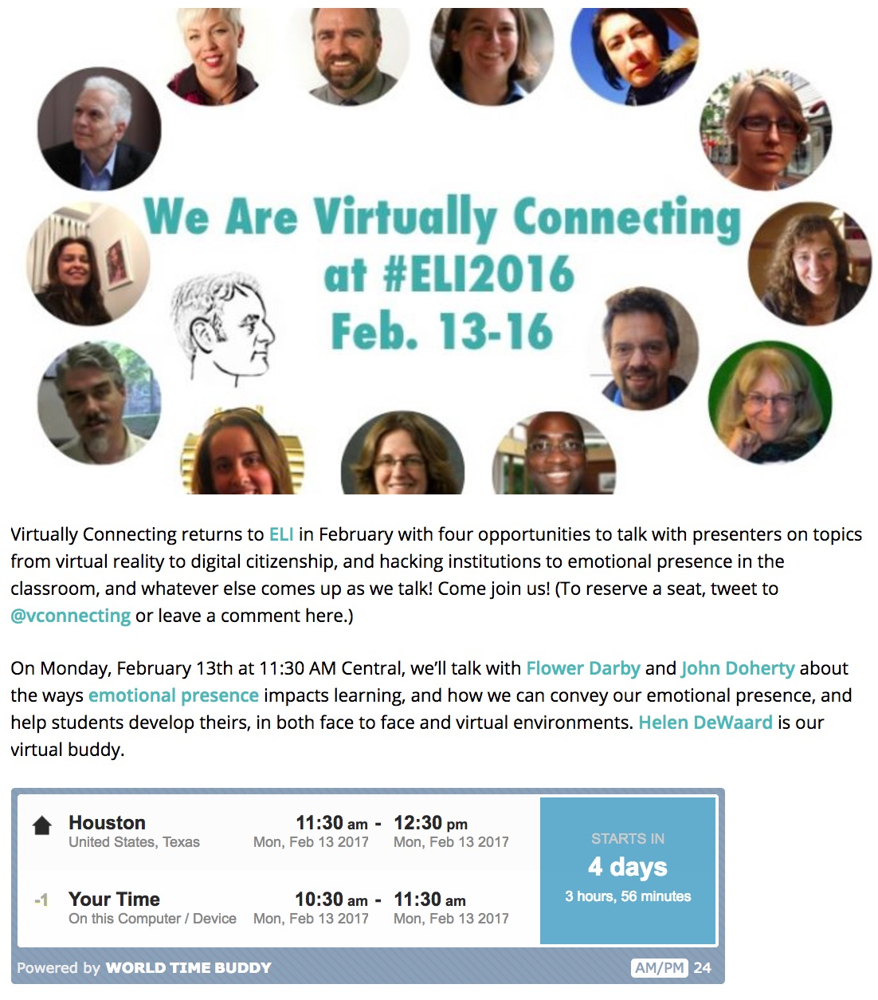 We Are Virtually Connecting
at #ELI2016
Feb. 13-16
Virtually Connecting returns to ELI in February with four opportunities to talk with presenters on topics
from virtual reality to digital citizenship, and hacking institutions to emotional presence in the
classroom, and whatever else comes up as we talk! Come join us! (To reserve a seat, tweet to
@vconnecting or leave a comment here.)
On Monday, February 13th at 11:30 AM Central, we’ll talk with Flower Darby and John Doherty about
the ways emotional presence impacts learning, and how we can convey our emotional presence, and
help students develop theirs, in both face to face and virtual environments. Helen DeWaard is our
virtual buddy.
Houston 11:30 am - 12:30 pm
United States, Texas Mon, Feb 13 2017 Mon, Feb 13 2017
-1 Your Time 10:30 am - 11:30 am
On this Computer / Device Mon, Feb 13 2017 Mon, Feb 13 2017
STARTS IN
4 days
3 hours, 56 minutes
Powered by WORLD TIME BUDDY AM/PM 24